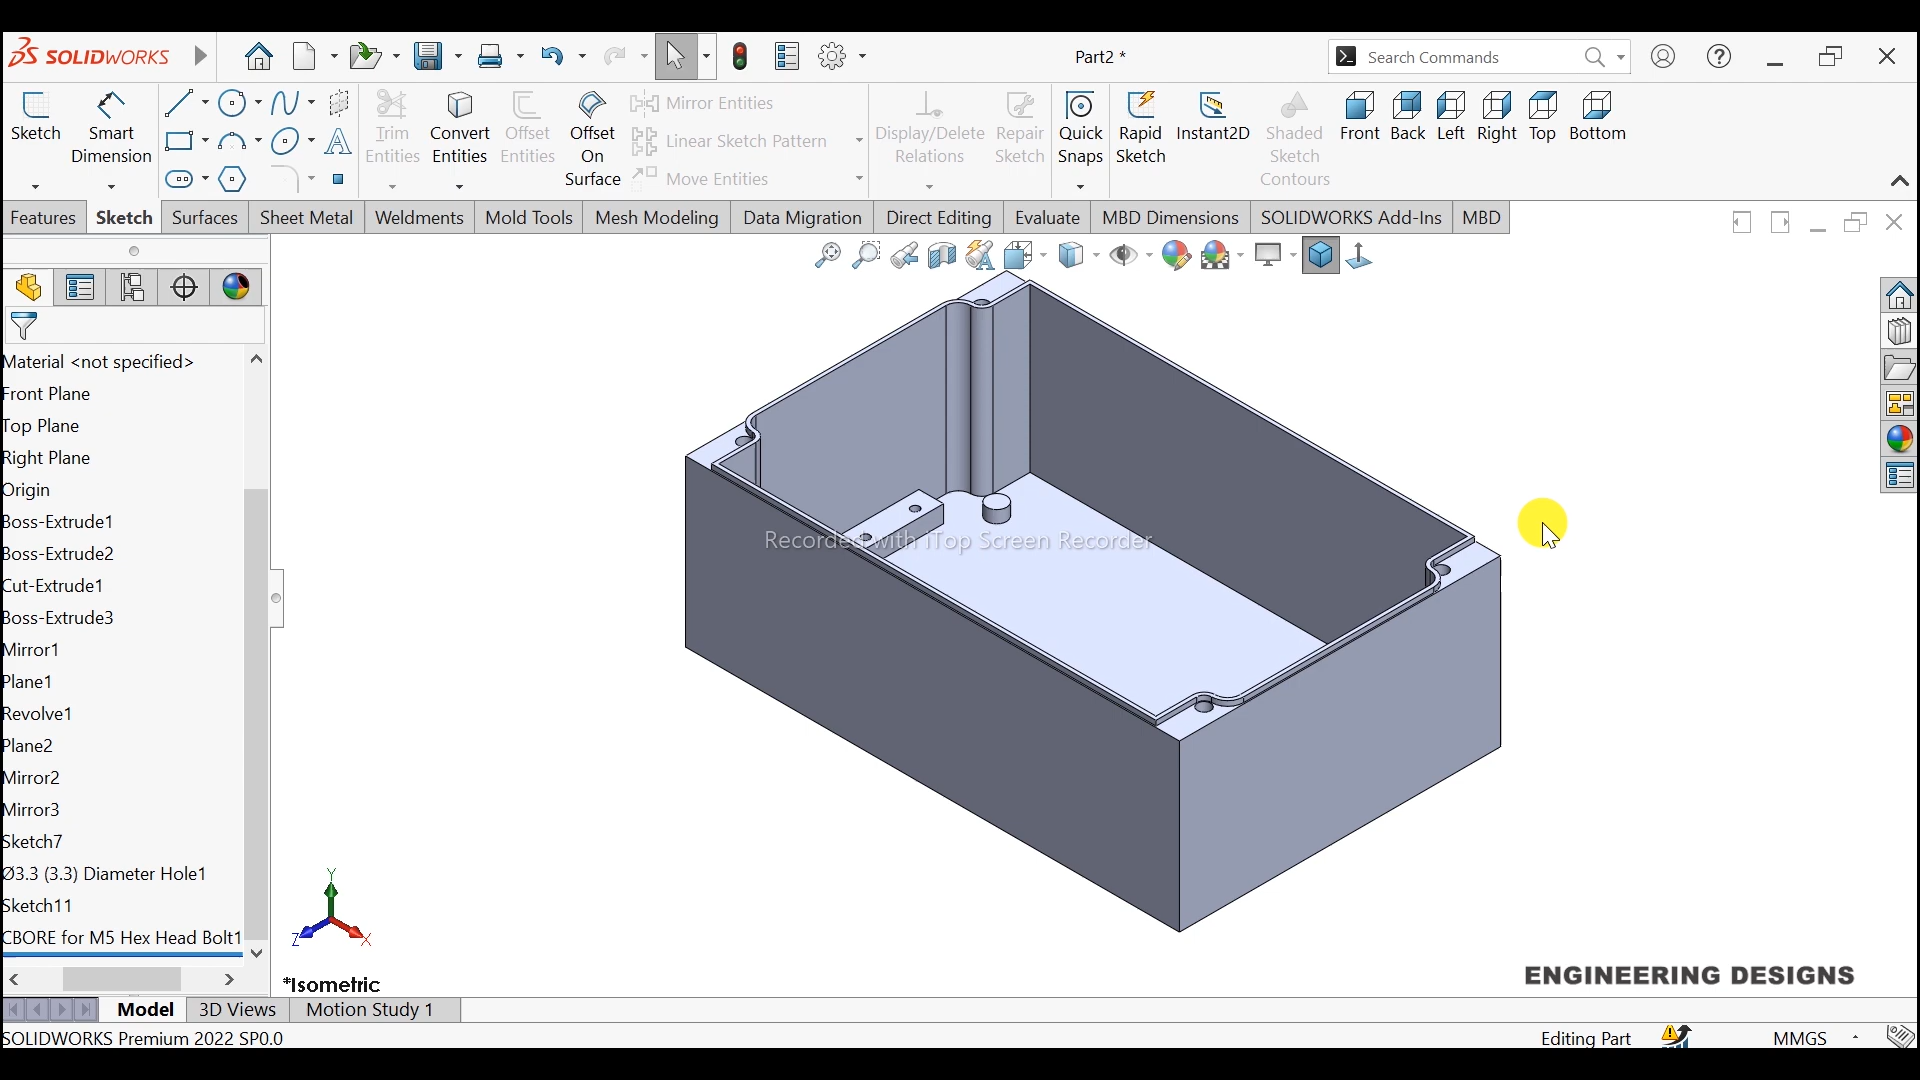 SOLIDWORKS
Part2 *
Search Commands
Sketch
Smart Dimension
Trim Entities
Convert Entities
Offset Entities
Offset On Surface
Mirror Entities
Linear Sketch Pattern
Move Entities
Display/Delete Relations
Repair Sketch
Quick Snaps
Rapid Sketch
Instant2D
Shaded Sketch Contours
Front
Back
Left
Right
Top
Bottom
Features
Sketch
Surfaces
Sheet Metal
Weldments
Mold Tools
Mesh Modeling
Data Migration
Direct Editing
Evaluate
MBD Dimensions
SOLIDWORKS Add-Ins
MBD
Material <not specified>
Front Plane
Top Plane
Right Plane
Origin
Boss-Extrude1
Boss-Extrude2
Cut-Extrude1
Boss-Extrude3
Mirror1
Plane1
Revolve1
Plane2
Mirror2
Mirror3
Sketch7
Ø3.3 (3.3) Diameter Hole1
Sketch11
CBORE for M5 Hex Head Bolt1
Recorded with iTop Screen Recorder
Y
Z
X
*Isometric
ENGINEERING DESIGNS
Model
3D Views
Motion Study 1
SOLIDWORKS Premium 2022 SP0.0
Editing Part
MMGS